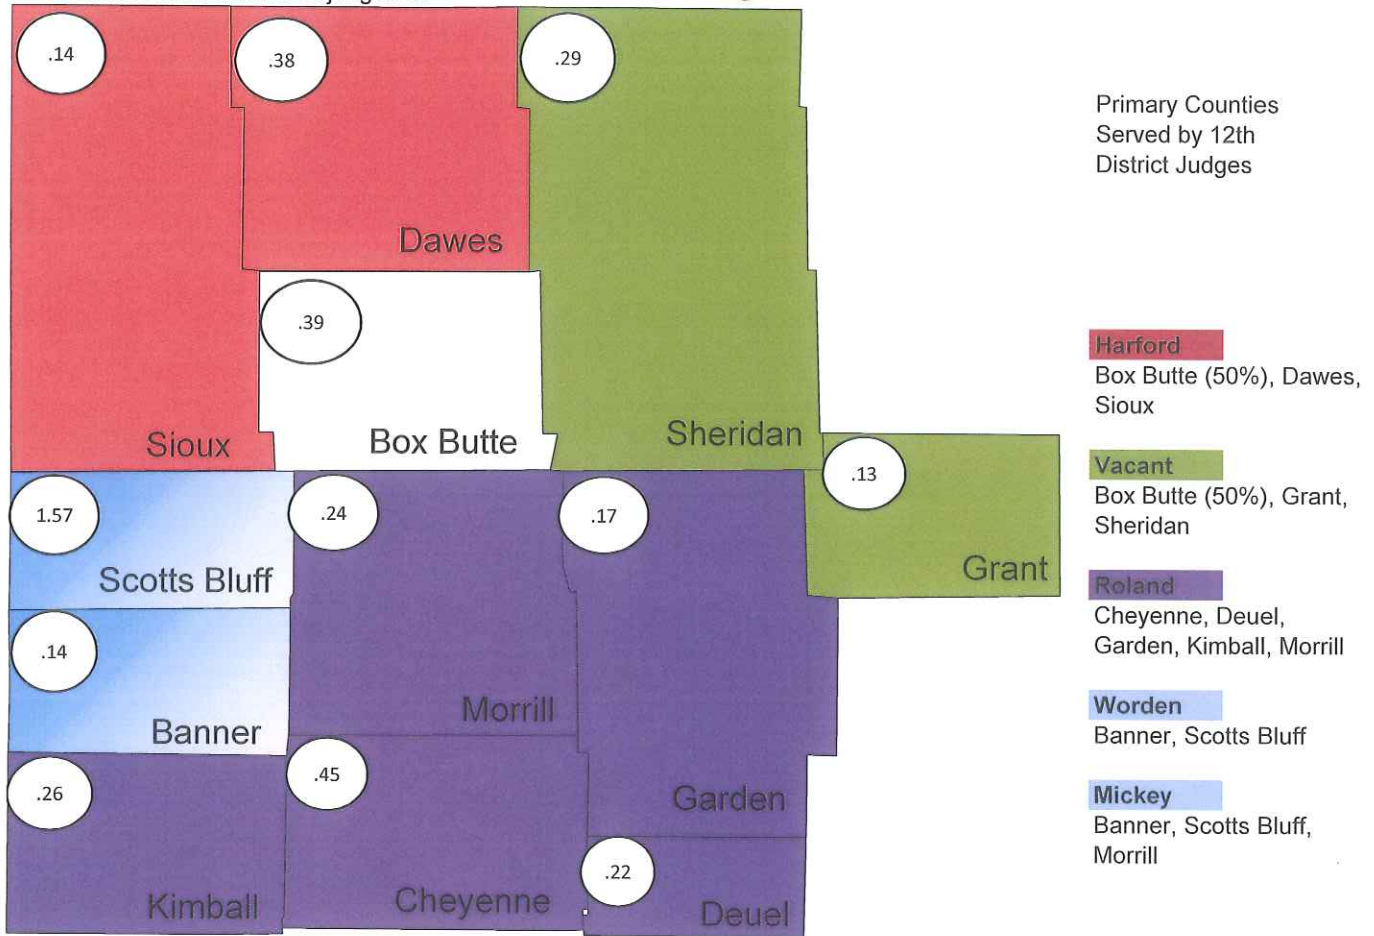 .14
.38
.29
Primary Counties
Served by 12th
District Judges
Dawes
.39
Harford
Box Butte (50%), Dawes,
Sioux
Sioux
Box Butte
Sheridan
.13
Vacant
Box Butte (50%), Grant,
Sheridan
1.57
.24
.17
Scotts Bluff
Grant
Roland
Cheyenne, Deuel,
Garden, Kimball, Morrill
.14
Banner
Morrill
Worden
Banner, Scotts Bluff
.26
.45
Garden
Mickey
Banner, Scotts Bluff,
Morrill
.22
Kimball
Cheyenne
Deuel